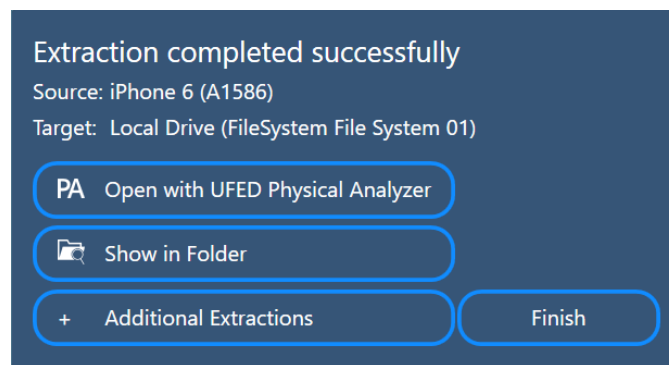 Extraction completed successfully
Source: iPhone 6 (A1586)
Target: Local Drive (FileSystem File System 01)
PA Open with UFED Physical Analyzer
Show in Folder
+ Additional Extractions
Finish